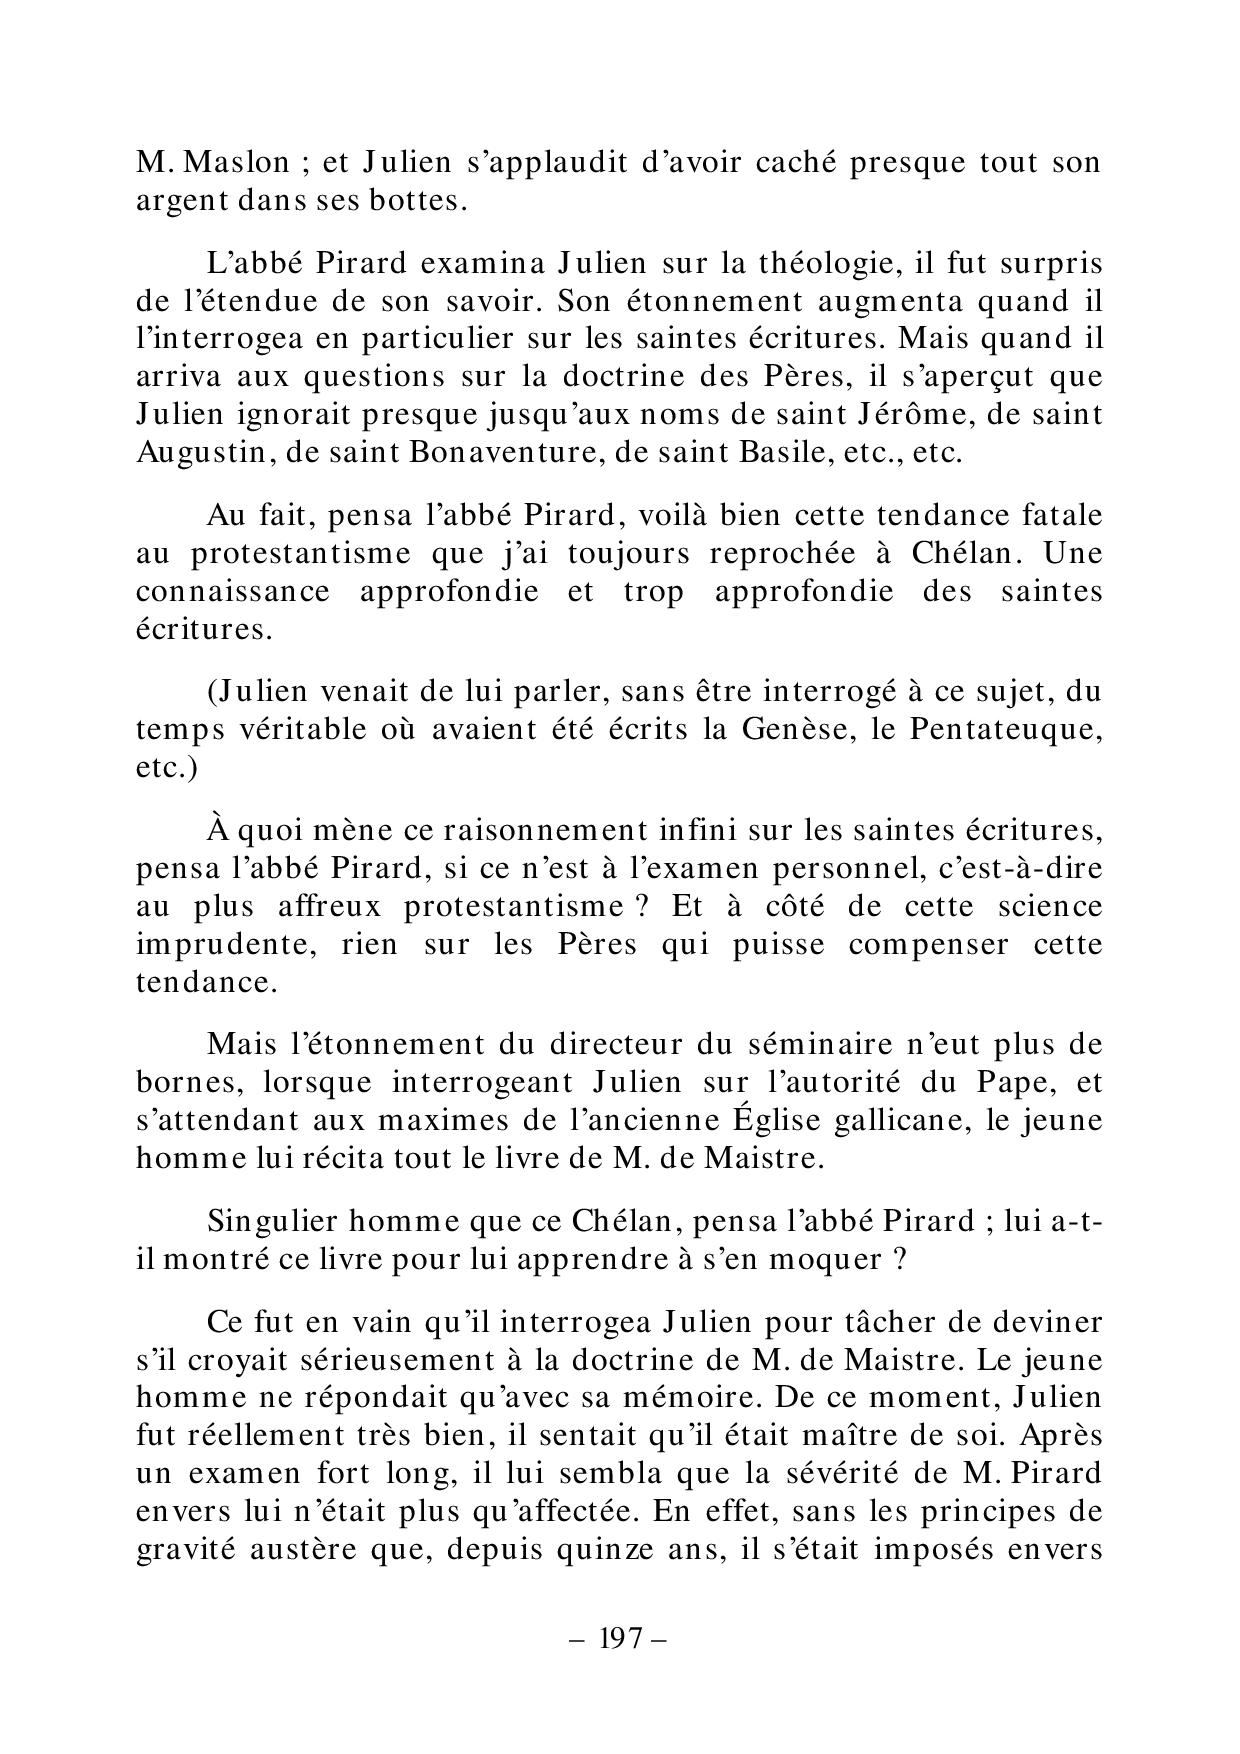 M. Maslon ; et Julien s’applaudit d’avoir caché presque tout son
argent dans ses bottes.
L’abbé Pirard examina Julien sur la théologie, il fut surpris
de l’étendue de son savoir. Son étonnement augmenta quand il
l’interrogea en particulier sur les saintes écritures. Mais quand il
arriva aux questions sur la doctrine des Pères, il s’aperçut que
Julien ignorait presque jusqu’aux noms de saint Jérôme, de saint
Augustin, de saint Bonaventure, de saint Basile, etc., etc.
Au fait, pensa l’abbé Pirard, voilà bien cette tendance fatale
au protestantisme que j’ai toujours reprochée à Chélan. Une
connaissance approfondie et trop approfondie des saintes
écritures.
(Julien venait de lui parler, sans être interrogé à ce sujet, du
temps véritable où avaient été écrits la Genèse, le Pentateuque,
etc.)
À quoi mène ce raisonnement infini sur les saintes écritures,
pensa l’abbé Pirard, si ce n’est à l’examen personnel, c’est-à-dire
au plus affreux protestantisme ? Et à côté de cette science
imprudente, rien sur les Pères qui puisse compenser cette
tendance.
Mais l’étonnement du directeur du séminaire n’eut plus de
bornes, lorsque interrogeant Julien sur l’autorité du Pape, et
s’attendant aux maximes de l’ancienne Église gallicane, le jeune
homme lui récita tout le livre de M. de Maistre.
Singulier homme que ce Chélan, pensa l’abbé Pirard ; lui a-t-
il montré ce livre pour lui apprendre à s’en moquer ?
Ce fut en vain qu’il interrogea Julien pour tâcher de deviner
s’il croyait sérieusement à la doctrine de M. de Maistre. Le jeune
homme ne répondait qu’avec sa mémoire. De ce moment, Julien
fut réellement très bien, il sentait qu’il était maître de soi. Après
un examen fort long, il lui sembla que la sévérité de M. Pirard
envers lui n’était plus qu’affectée. En effet, sans les principes de
gravité austère que, depuis quinze ans, il s’était imposés envers
– 197 –